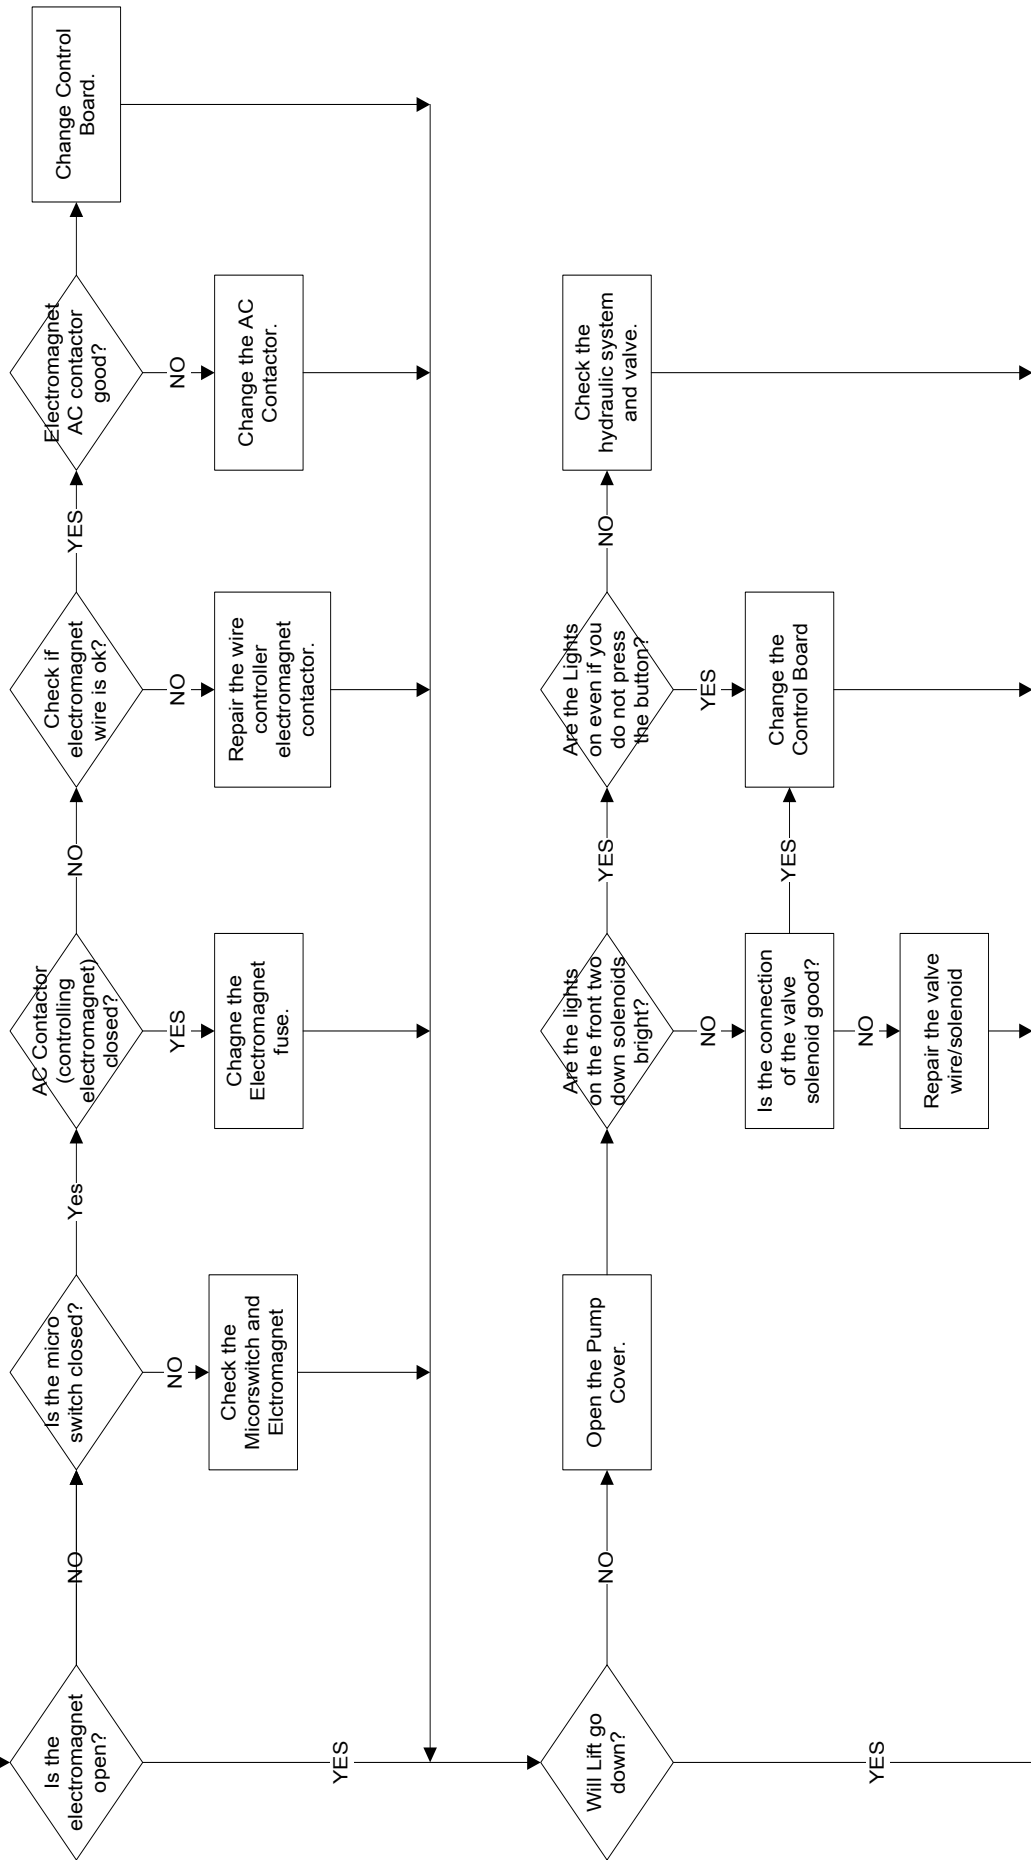 Is the
electromagnet
open?
NO
Is the micro
switch closed?
Yes
AC Contactor
(controlling
electromagnet)
closed?
NO
Check if
electromagnet
wire is ok?
YES
Electromagnet
AC contactor
good?
Change Control
Board.
NO
Check the
Micorswitch and
Elctromagnet
YES
Chagne the
Electromagnet
fuse.
NO
Repair the wire
controller
electromagnet
contactor.
NO
Change the AC
Contactor.
YES
Will Lift go
down?
NO
Open the Pump
Cover.
Are the lights
on the front two
down solenoids
bright?
YES
Are the Lights
on even if you
do not press
the button?
NO
Check the
hydraulic system
and valve.
NO
Is the connection
of the valve
solenoid good?
YES
YES
Change the
Control Board
NO
Repair the valve
wire/solenoid
YES